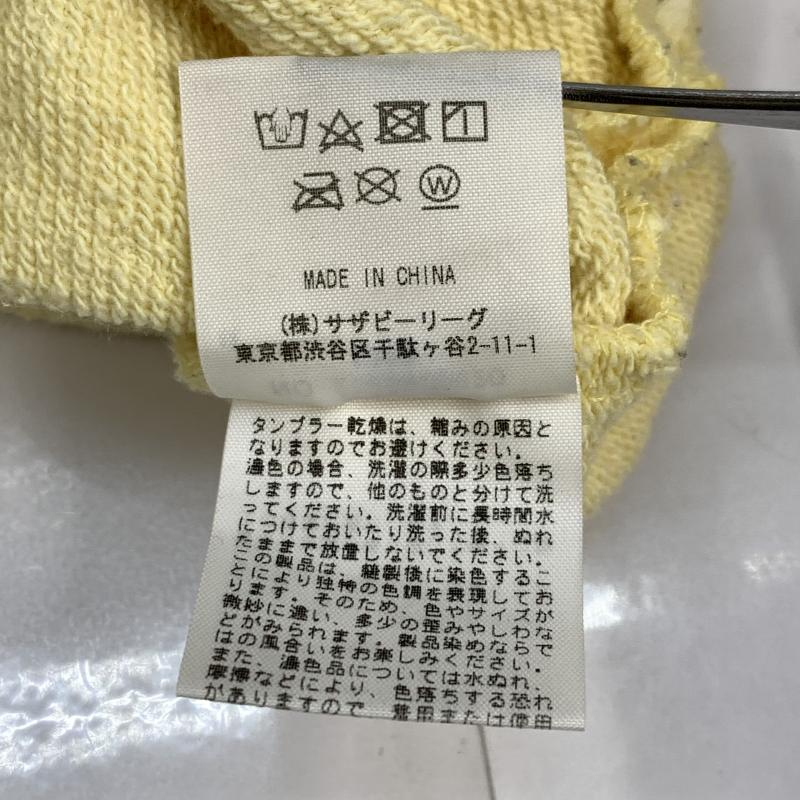 W
MADE IN CHINA
(株)サザビーリーグ
東京都渋谷区千駄ヶ谷2-11-1
タンブラー乾燥は、縮みの原因と
なりますのでお避けください。
濃色の場合、洗濯の際多少色落ち
しますので、他のものと分けて洗
ってください。洗濯前に長時間水
につけておいたり洗った後、ぬれ
たままで放置しないでください。
この製品は、縫製後に染色するこ
とにより独特の色調を表現してお
ります。そのため、色やサイズが
微妙に違い、多少の歪みやしわな
どがみられます。製品染めならで
はの風合いをお楽しみください。
また、濃色品については水ぬれ、
摩擦などにより、色落ちする恐れ
がありますので 着用または使用